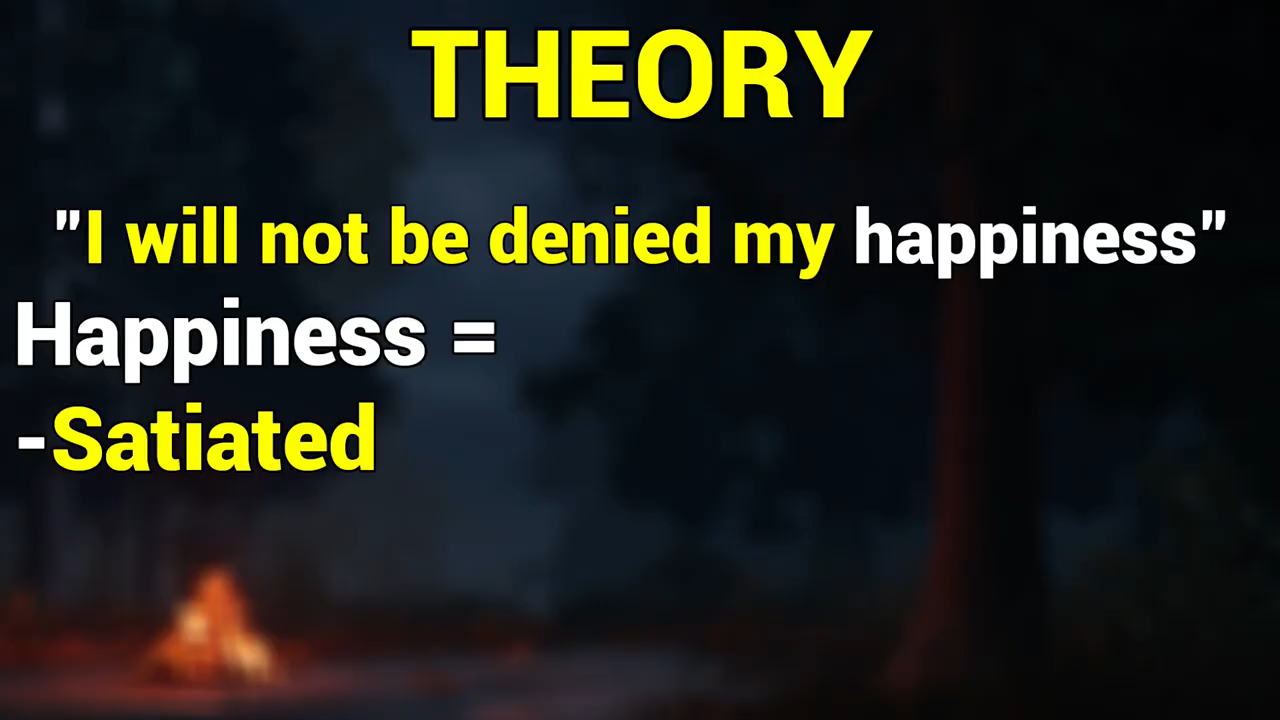 THEORY
"I will not be denied my happiness"
Happiness =
-Satiated